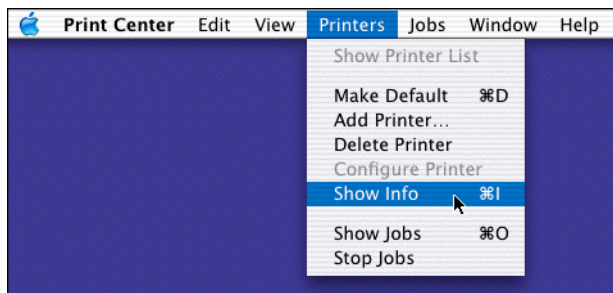 Print Center Edit View Printers Jobs Window Help
Show Printer List
Make Default ⌘D
Add Printer...
Delete Printer
Configure Printer
Show Info ⌘I
Show Jobs ⌘O
Stop Jobs